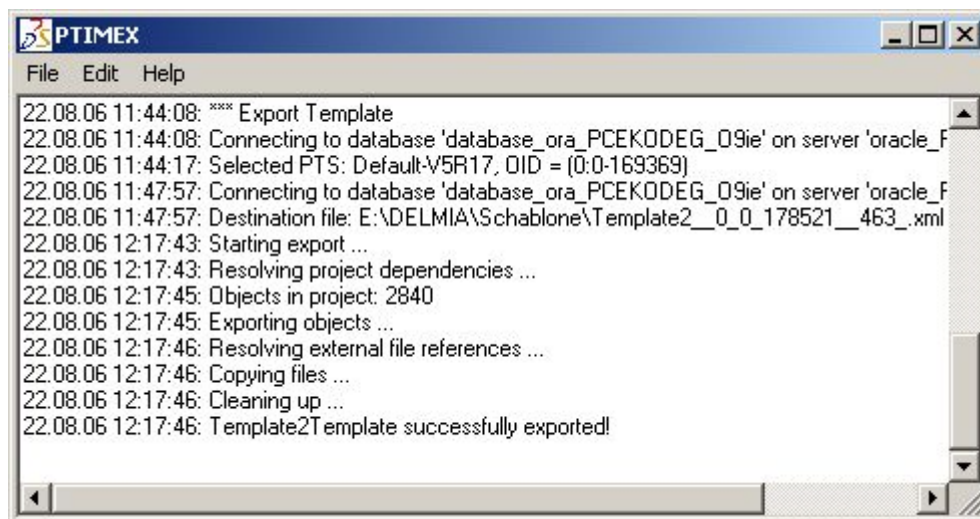 PTIMEX
File Edit Help
22.08.06 11:44:08: *** Export Template
22.08.06 11:44:08: Connecting to database 'database_ora_PCEKODEG_O9ie' on server 'oracle_
22.08.06 11:44:17: Selected PTS: Default-V5R17, OID = (0:0-169369)
22.08.06 11:47:57: Connecting to database 'database_ora_PCEKODEG_O9ie' on server 'oracle_
22.08.06 11:47:57: Destination file: E:\DELMIA\Schablone\Template2__0_0_178521__463_.xml
22.08.06 12:17:43: Starting export ...
22.08.06 12:17:43: Resolving project dependencies ...
22.08.06 12:17:45: Objects in project: 2840
22.08.06 12:17:45: Exporting objects ...
22.08.06 12:17:46: Resolving external file references ...
22.08.06 12:17:46: Copying files ...
22.08.06 12:17:46: Cleaning up ...
22.08.06 12:17:46: Template2Template successfully exported!